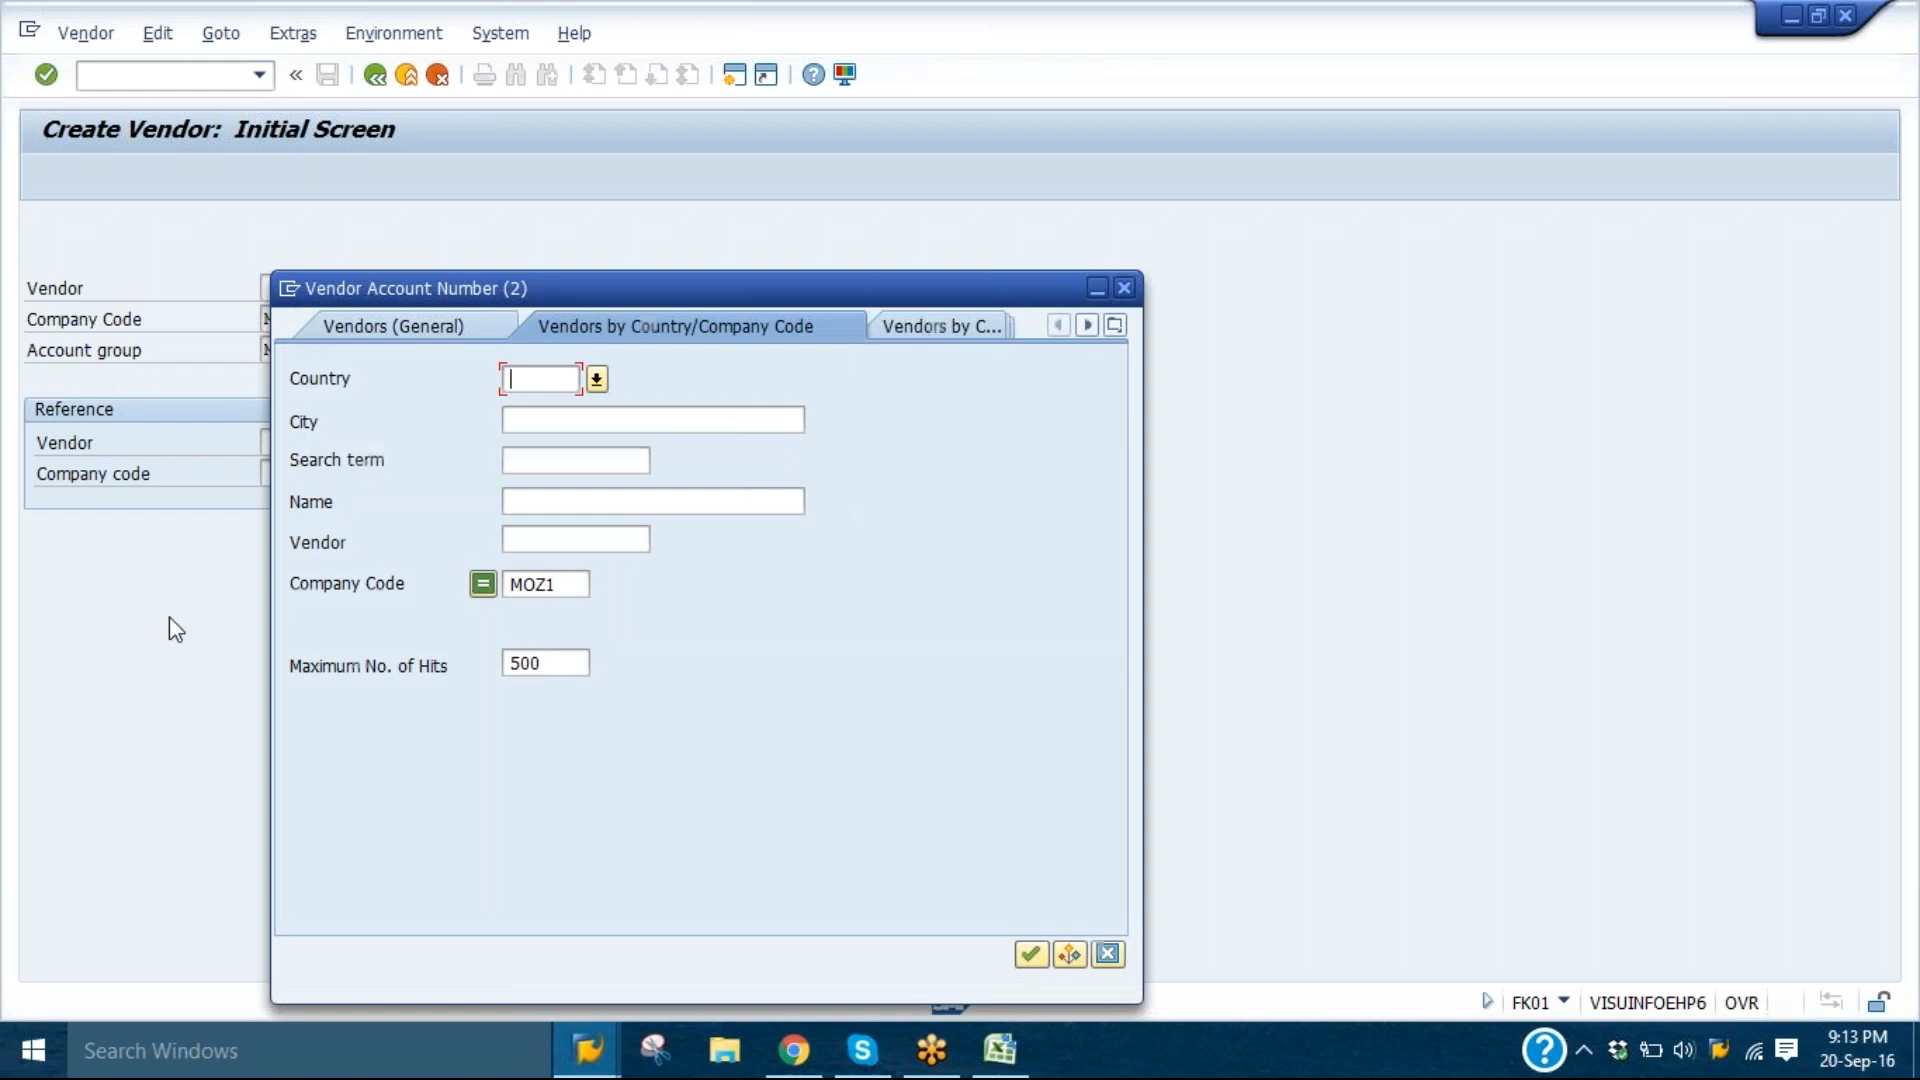 Vendor Edit Goto Extras Environment System Help
Create Vendor: Initial Screen
Vendor
Company Code
Account group
Reference
Vendor
Company code
Vendor Account Number (2)
Vendors (General) Vendors by Country/Company Code Vendors by C...
Country
City
Search term
Name
Vendor
Company Code = MOZ1
Maximum No. of Hits 500
FK01 VISUINFOEHP6 OVR
Search Windows
9:13 PM
20-Sep-16